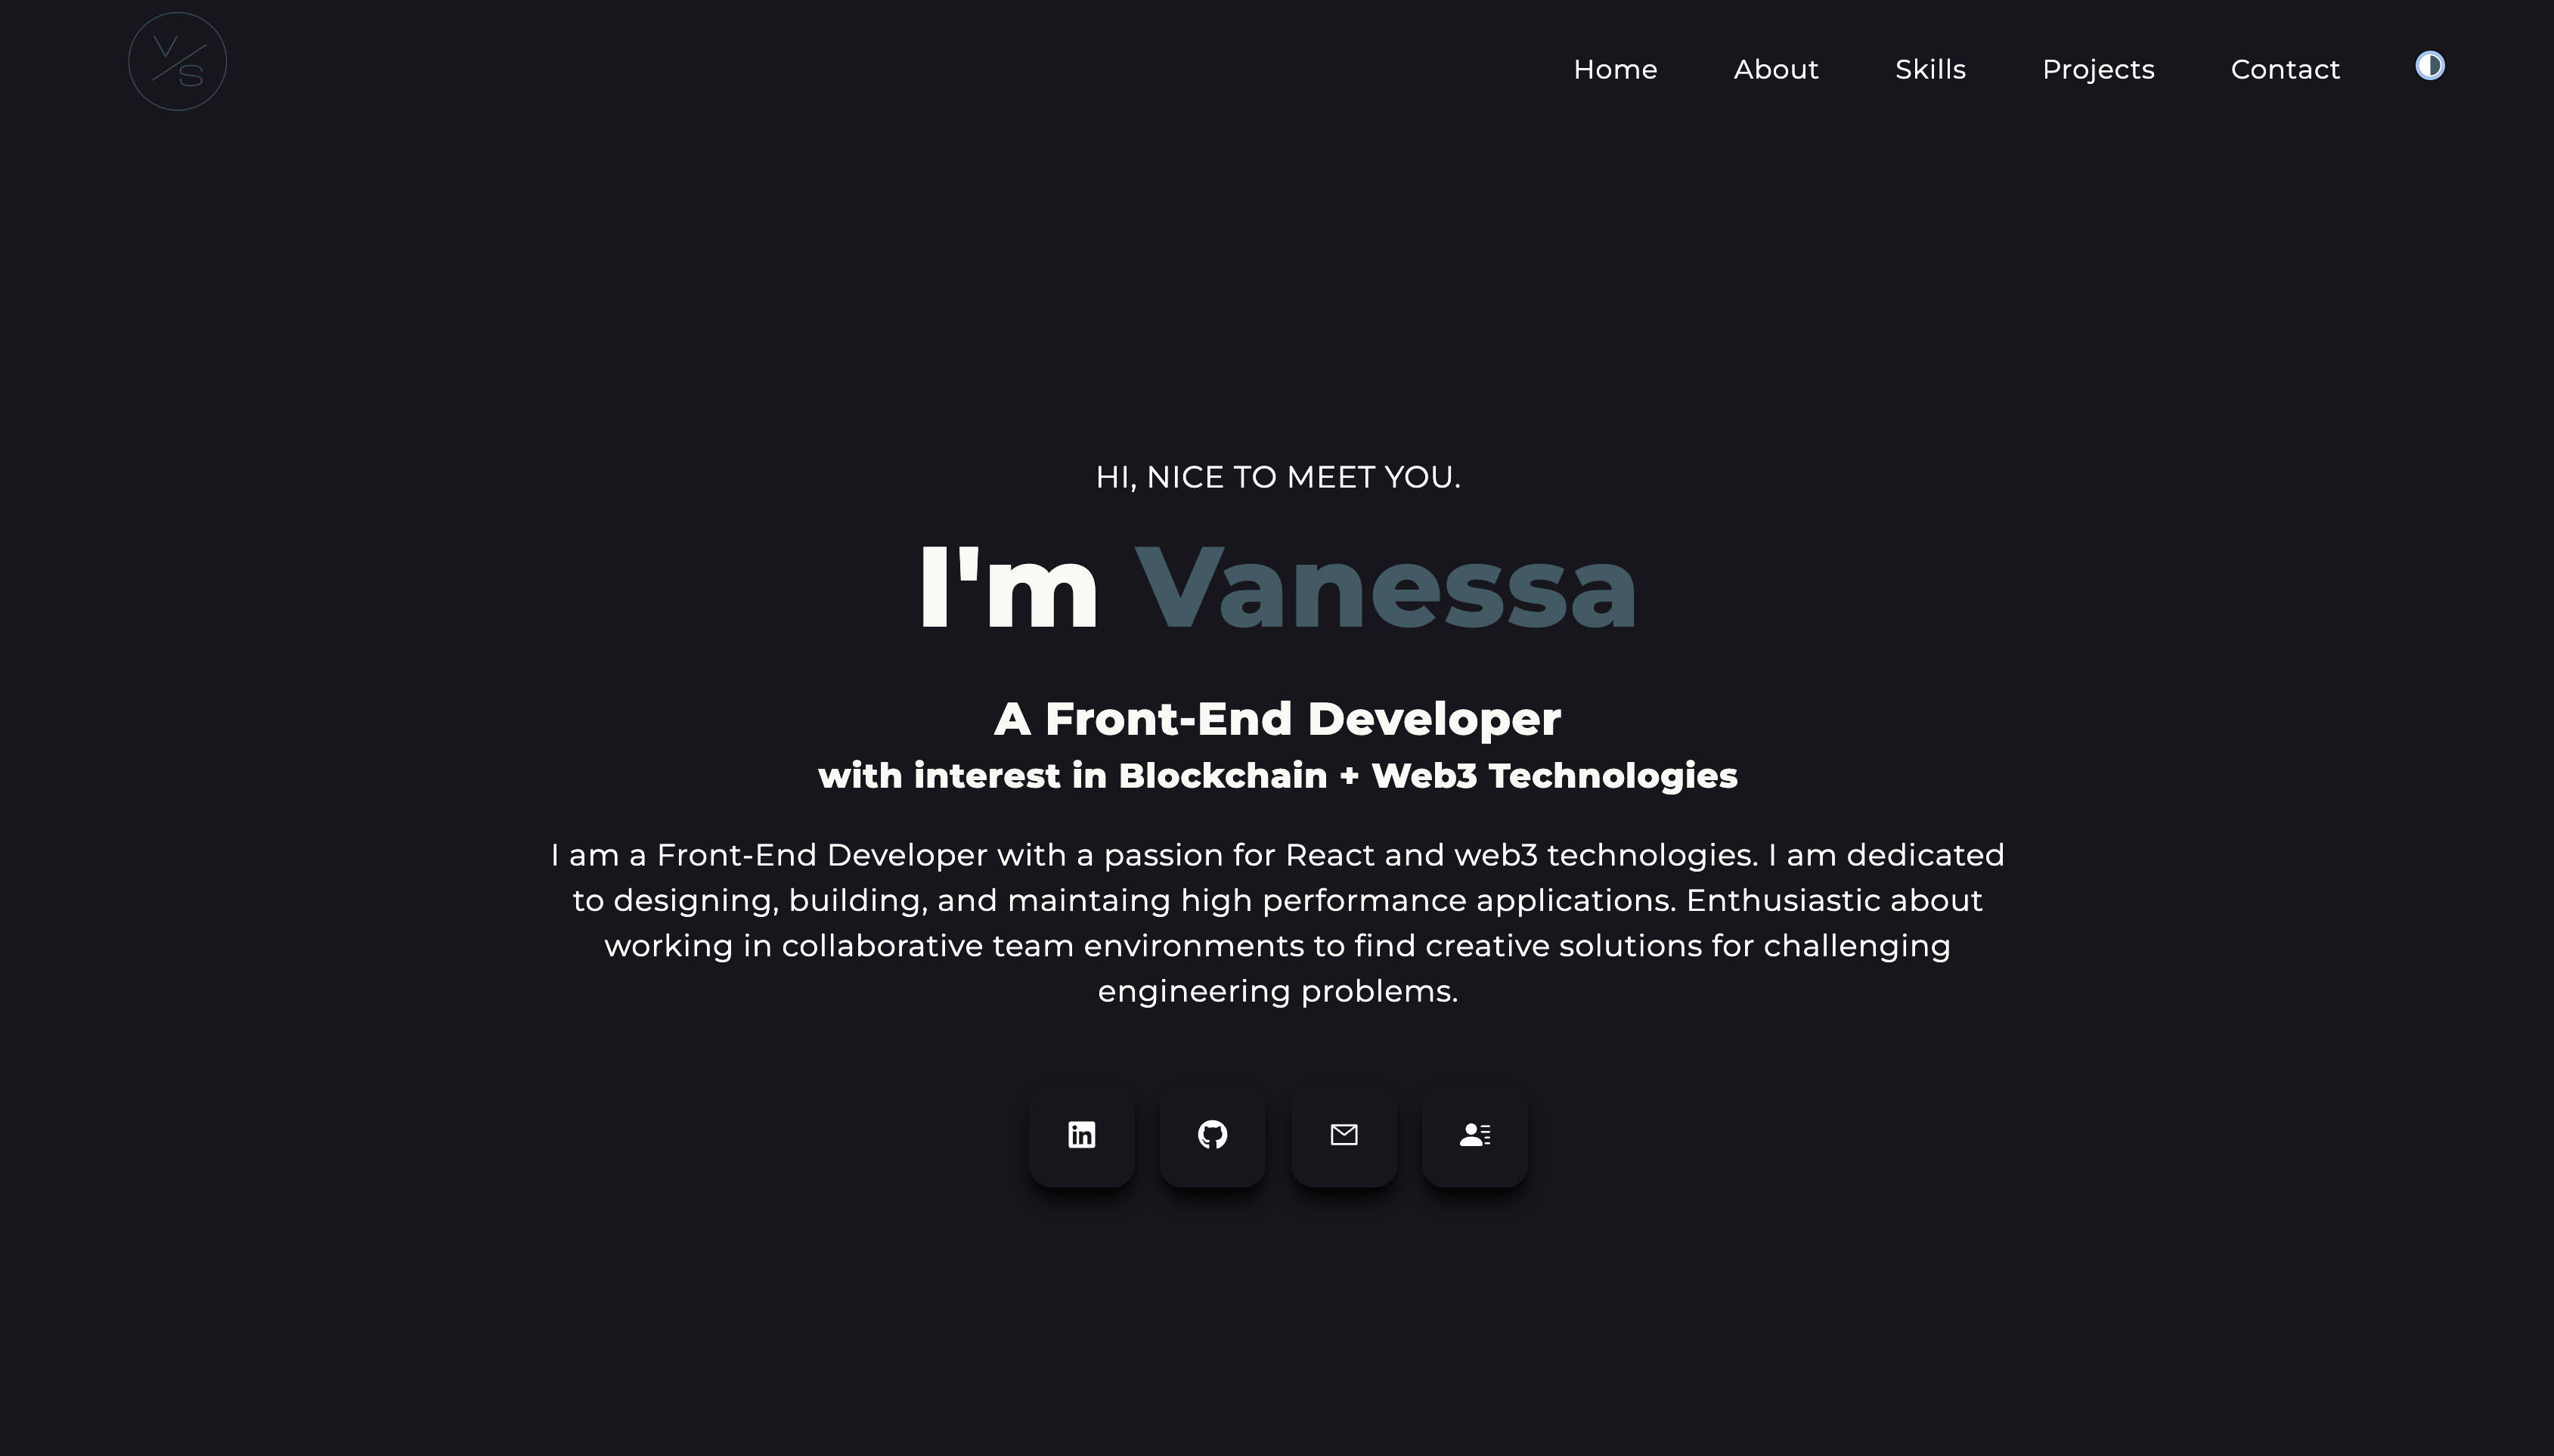 V/S
Home About Skills Projects Contact
HI, NICE TO MEET YOU.
I'm Vanessa
A Front-End Developer
with interest in Blockchain + Web3 Technologies
I am a Front-End Developer with a passion for React and web3 technologies. I am dedicated
to designing, building, and maintaing high performance applications. Enthusiastic about
working in collaborative team environments to find creative solutions for challenging
engineering problems.
in